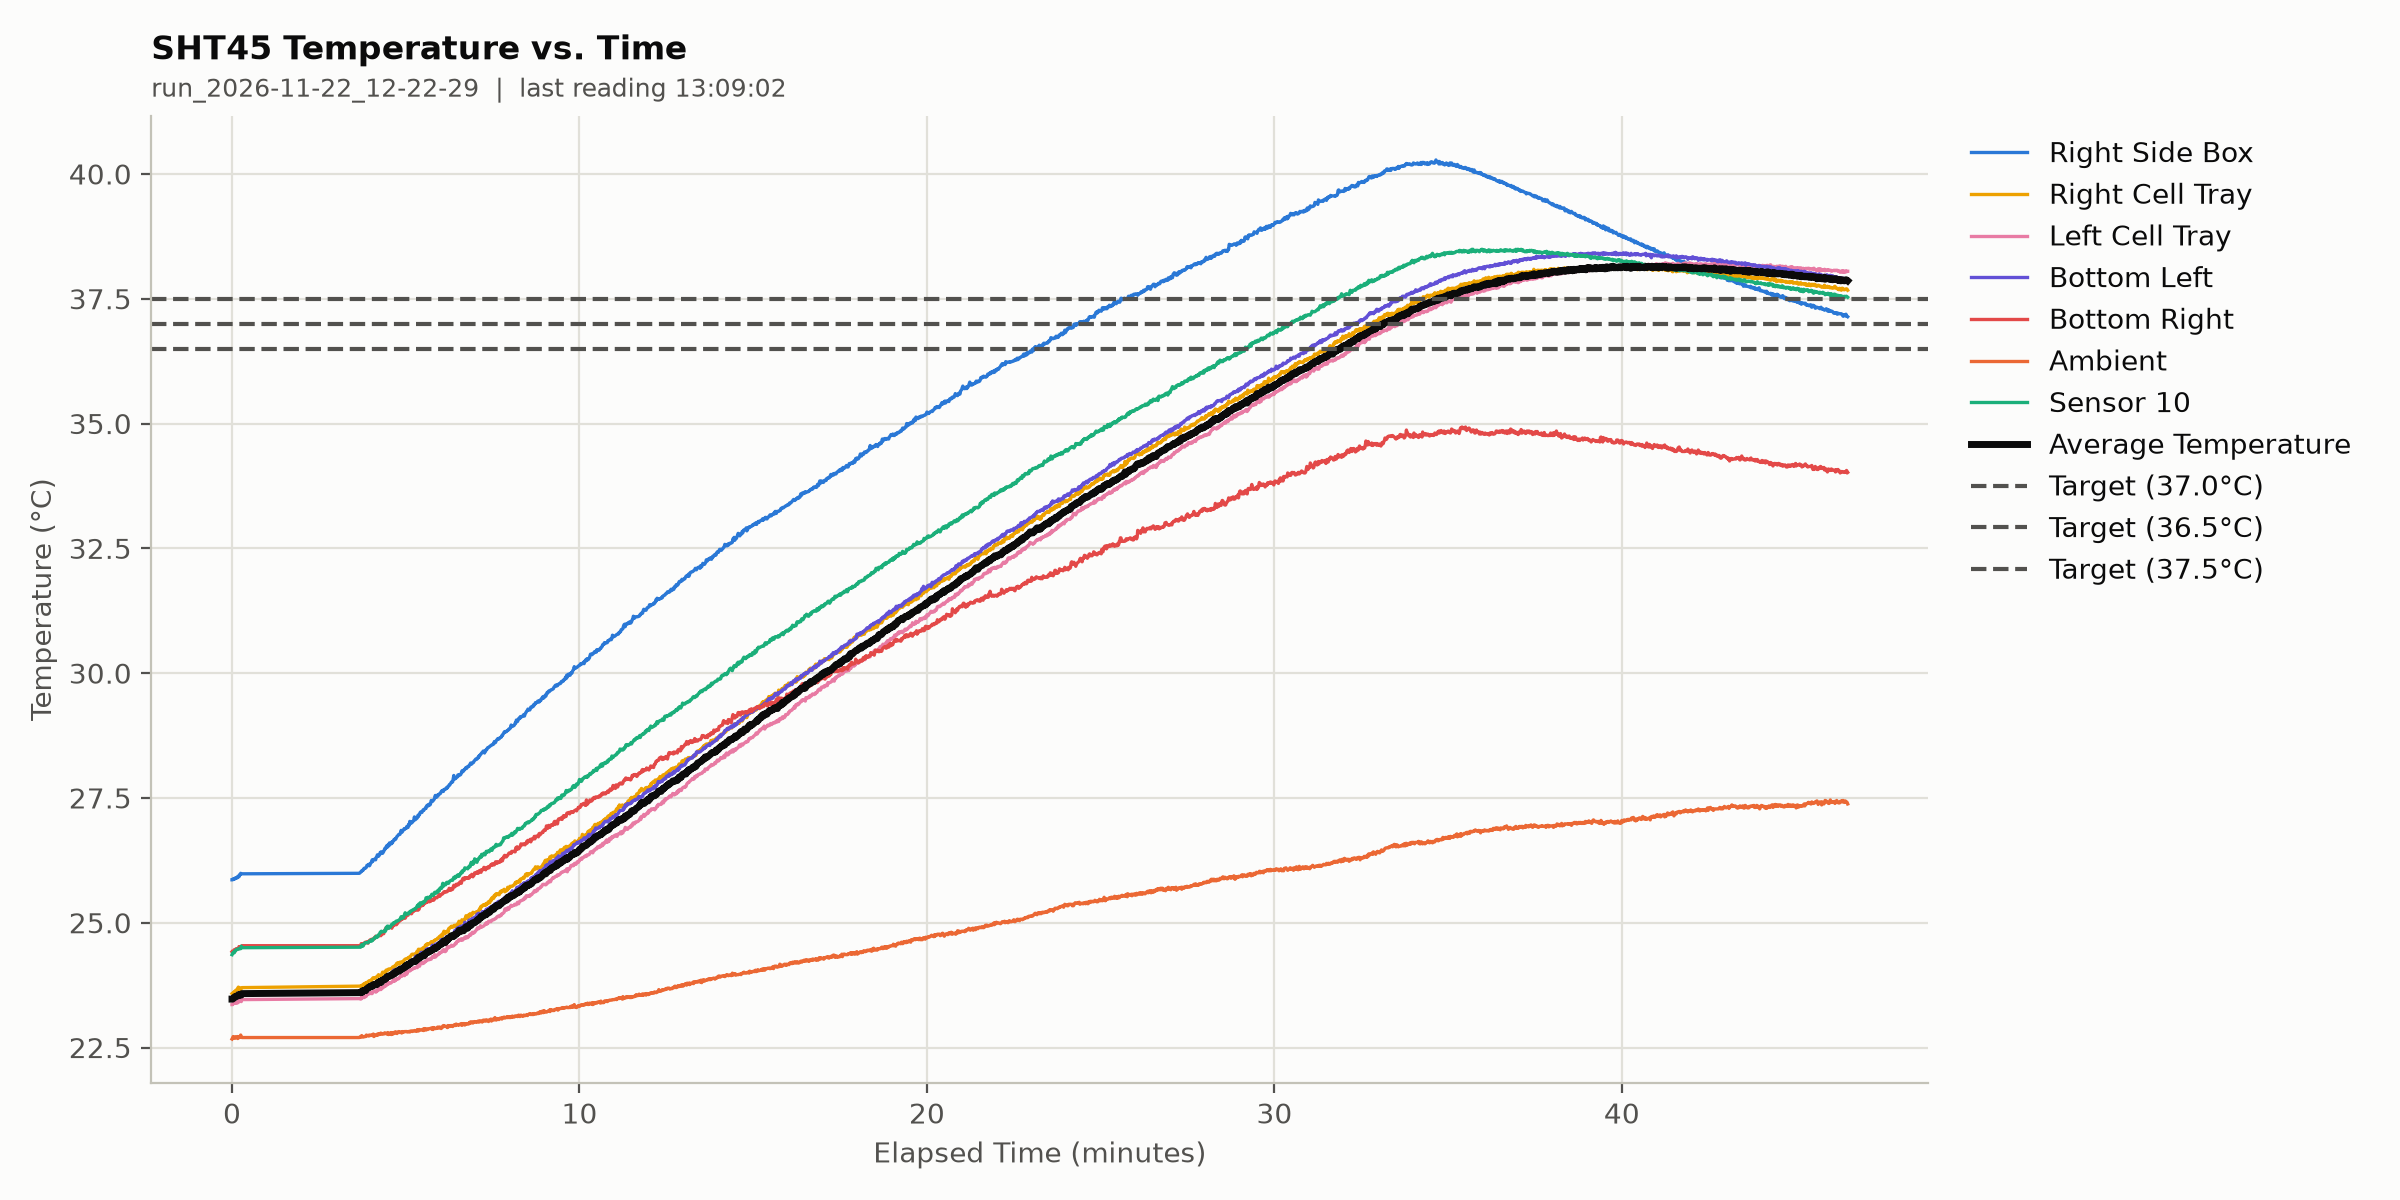 SHT45 Temperature vs. Time
run_2026-11-22_12-22-29 | last reading 13:09:02
Temperature (°C)
40.0
37.5
35.0
32.5
30.0
27.5
25.0
22.5
0
10
20
30
40
Elapsed Time (minutes)
Right Side Box
Right Cell Tray
Left Cell Tray
Bottom Left
Bottom Right
Ambient
Sensor 10
Average Temperature
Target (37.0°C)
Target (36.5°C)
Target (37.5°C)